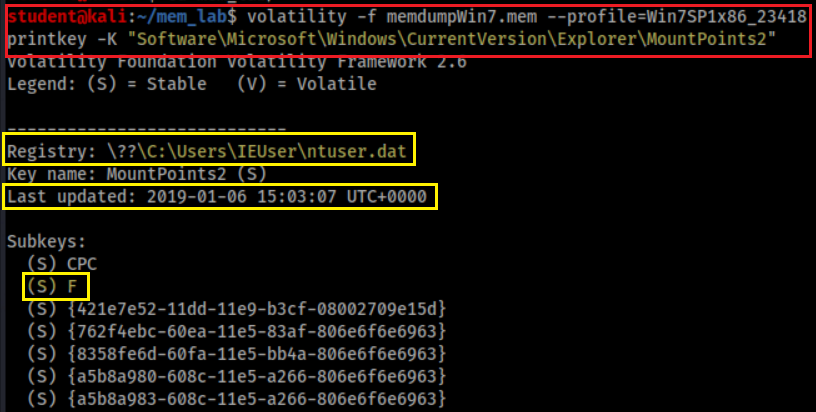 student@kali:~/mem_lab$ volatility -f memdumpWin7.mem --profile=Win7SP1x86_23418
printkey -K "Software\Microsoft\Windows\CurrentVersion\Explorer\MountPoints2"
Volatility Foundation Volatility Framework 2.6
Legend: (S) = Stable   (V) = Volatile
----------------------------
Registry: \??\C:\Users\IEUser\ntuser.dat
Key name: MountPoints2 (S)
Last updated: 2019-01-06 15:03:07 UTC+0000
Subkeys:
  (S) CPC
  (S) F
  (S) {421e7e52-11dd-11e9-b3cf-08002709e15d}
  (S) {762f4ebc-60ea-11e5-83af-806e6f6e6963}
  (S) {8358fe6d-60fa-11e5-bb4a-806e6f6e6963}
  (S) {a5b8a980-608c-11e5-a266-806e6f6e6963}
  (S) {a5b8a983-608c-11e5-a266-806e6f6e6963}